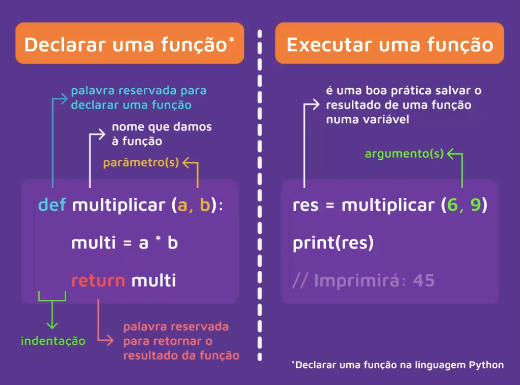 Declarar uma função*
palavra reservada para
declarar uma função
nome que damos
à função
parâmetro(s)
def multiplicar (a, b):
multi = a * b
return multi
indentação
palavra reservada
para retornar o
resultado da função
Executar uma função
é uma boa prática salvar o
resultado de uma função
numa variável
argumento(s)
res = multiplicar (6, 9)
print(res)
// Imprimirá: 45
*Declarar uma função na linguagem Python